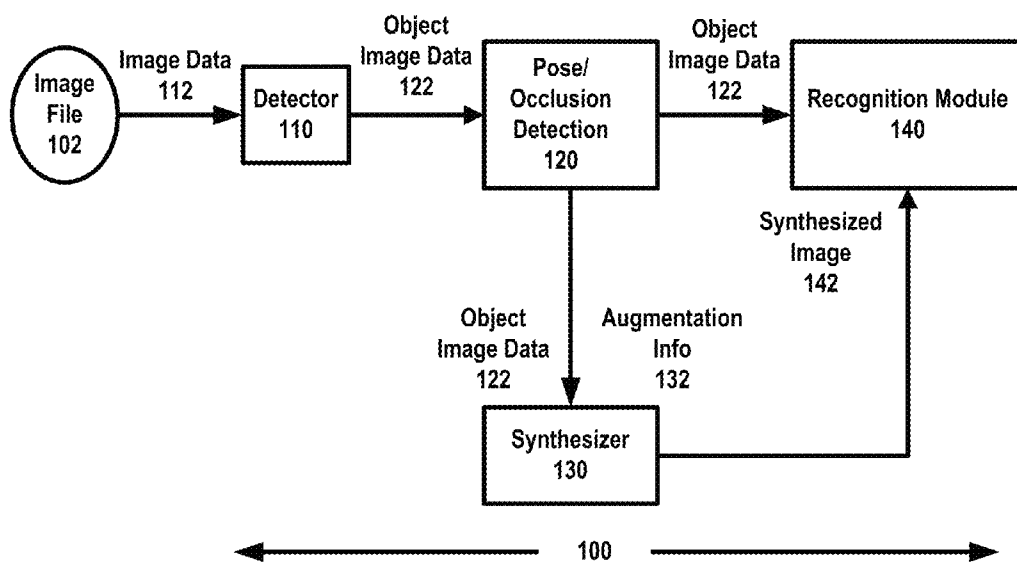 Image
File
102
Image Data
112
Detector
110
Object
Image Data
122
Pose/
Occlusion
Detection
120
Object
Image Data
122
Recognition Module
140
Synthesized
Image
142
Object
Image Data
122
Augmentation
Info
132
Synthesizer
130
100